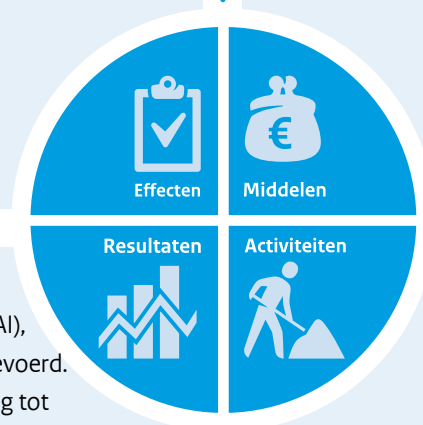 Effecten
Middelen
Resultaten
Activiteiten
€
AI),
evoerd.
g tot